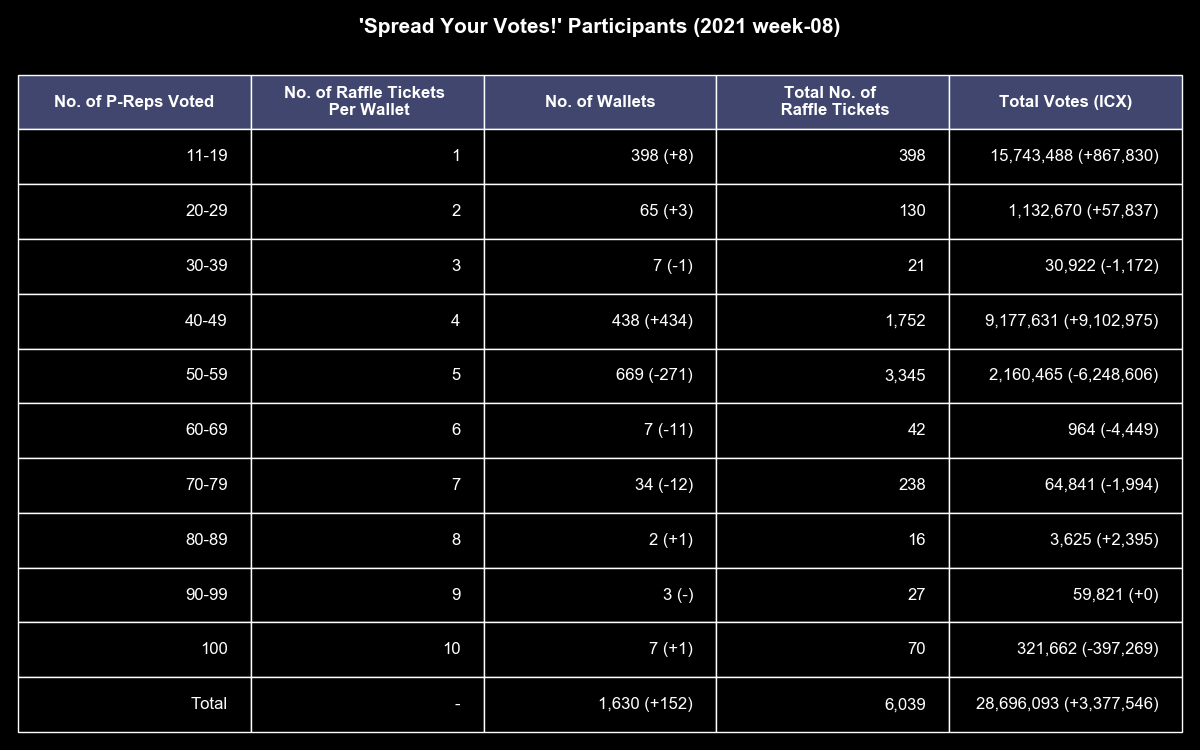 'Spread Your Votes!' Participants (2021 week-08)
No. of P-Reps Voted No. of Raffle Tickets Per Wallet No. of Wallets Total No. of Raffle Tickets Total Votes (ICX)
11-19 1 398 (+8) 398 15,743,488 (+867,830)
20-29 2 65 (+3) 130 1,132,670 (+57,837)
30-39 3 7 (-1) 21 30,922 (-1,172)
40-49 4 438 (+434) 1,752 9,177,631 (+9,102,975)
50-59 5 669 (-271) 3,345 2,160,465 (-6,248,606)
60-69 6 7 (-11) 42 964 (-4,449)
70-79 7 34 (-12) 238 64,841 (-1,994)
80-89 8 2 (+1) 16 3,625 (+2,395)
90-99 9 3 (-) 27 59,821 (+0)
100 10 7 (+1) 70 321,662 (-397,269)
Total - 1,630 (+152) 6,039 28,696,093 (+3,377,546)